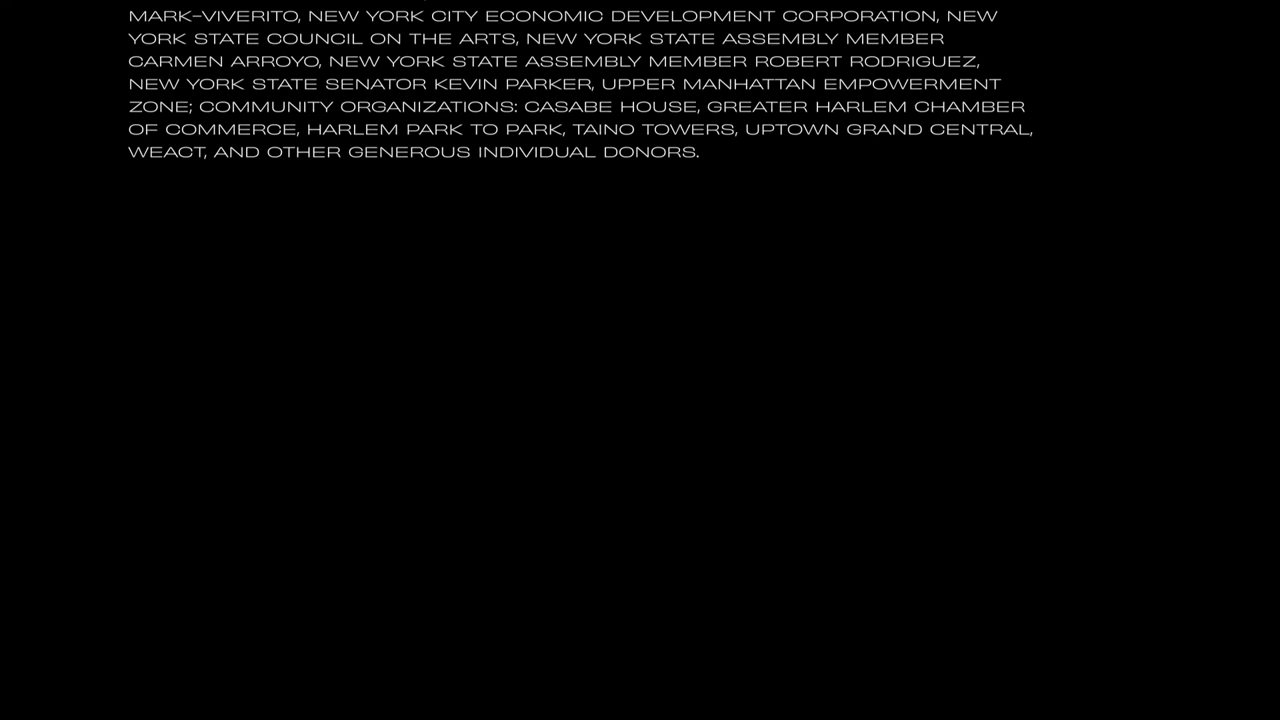 MARK-VIVERITO, NEW YORK CITY ECONOMIC DEVELOPMENT CORPORATION, NEW
YORK STATE COUNCIL ON THE ARTS, NEW YORK STATE ASSEMBLY MEMBER
CARMEN ARROYO, NEW YORK STATE ASSEMBLY MEMBER ROBERT RODRIGUEZ,
NEW YORK STATE SENATOR KEVIN PARKER, UPPER MANHATTAN EMPOWERMENT
ZONE; COMMUNITY ORGANIZATIONS: CASABE HOUSE, GREATER HARLEM CHAMBER
OF COMMERCE, HARLEM PARK TO PARK, TAINO TOWERS, UPTOWN GRAND CENTRAL,
WEACT, AND OTHER GENEROUS INDIVIDUAL DONORS.